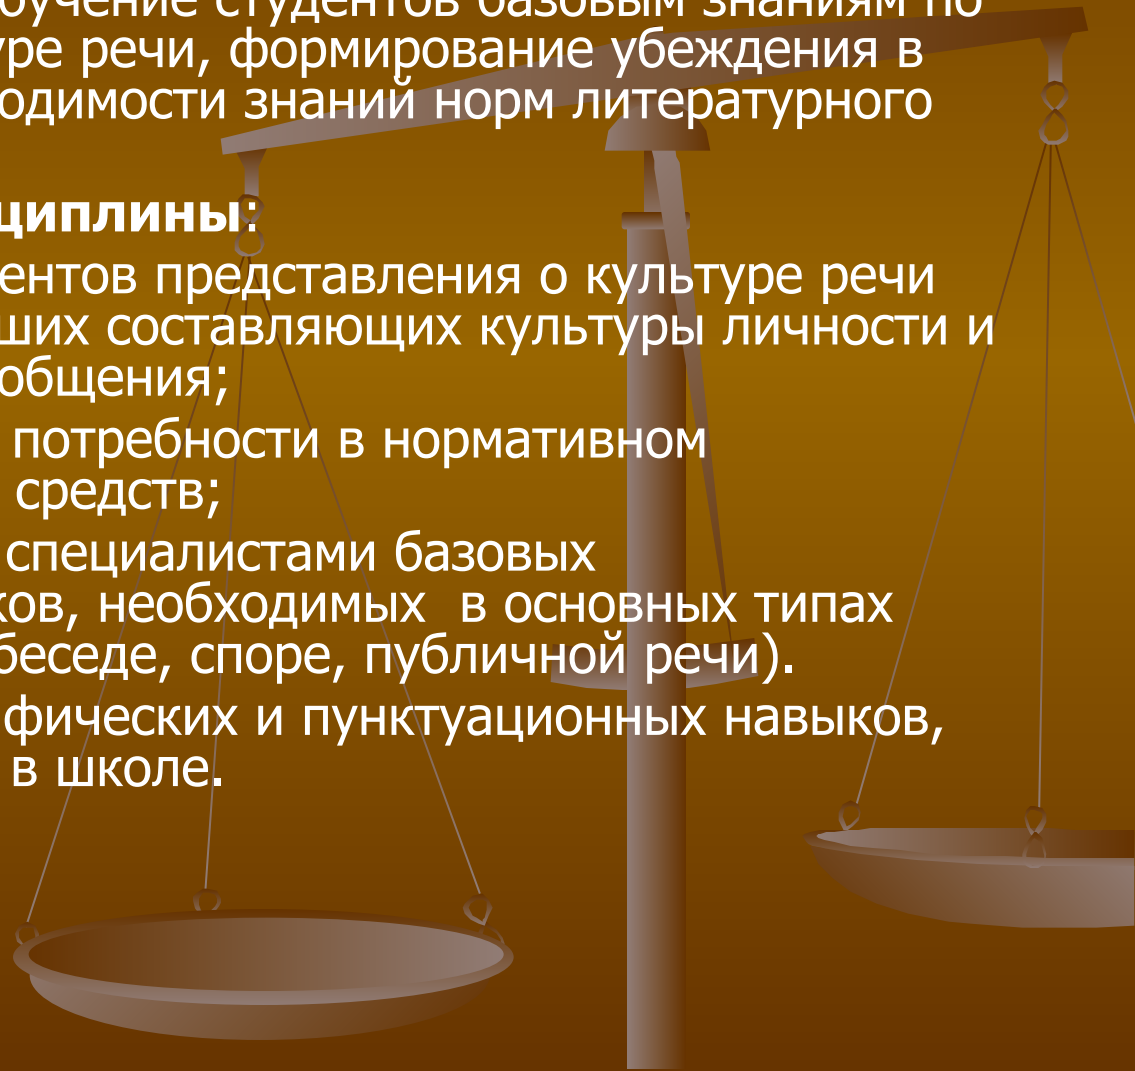 бучение студентов базовым знаниям по
уре речи, формирование убеждения в
одимости знаний норм литературного
циплины:
ентов представления о культуре речи
ших составляющих культуры личности и
общения;
потребности в нормативном
средств;
специалистами базовых
ков, необходимых в основных типах
беседе, споре, публичной речи).
фических и пунктуационных навыков,
в школе.